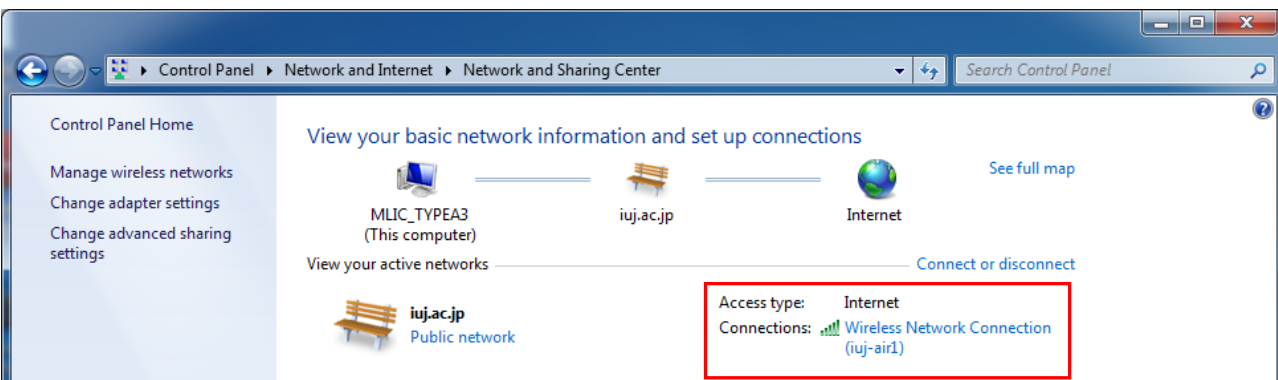 Control Panel ▸ Network and Internet ▸ Network and Sharing Center
Search Control Panel
Control Panel Home
Manage wireless networks
Change adapter settings
Change advanced sharing
settings
View your basic network information and set up connections
See full map
MLIC_TYPEA3
(This computer)
iuj.ac.jp
Internet
View your active networks
Connect or disconnect
iuj.ac.jp
Public network
Access type: Internet
Connections: Wireless Network Connection
(iuj-air1)